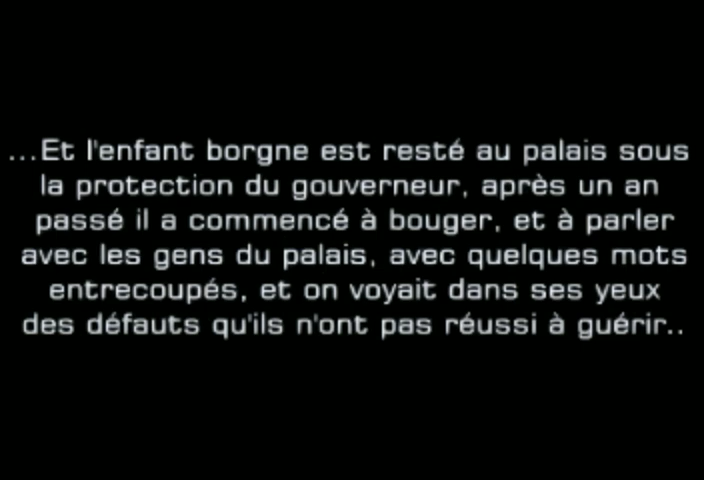 ...Et l'enfant borgne est resté au palais sous
la protection du gouverneur, après un an
passé il a commencé à bouger, et à parler
avec les gens du palais, avec quelques mots
entrecoupés, et on voyait dans ses yeux
des défauts qu'ils n'ont pas réussi à guérir..